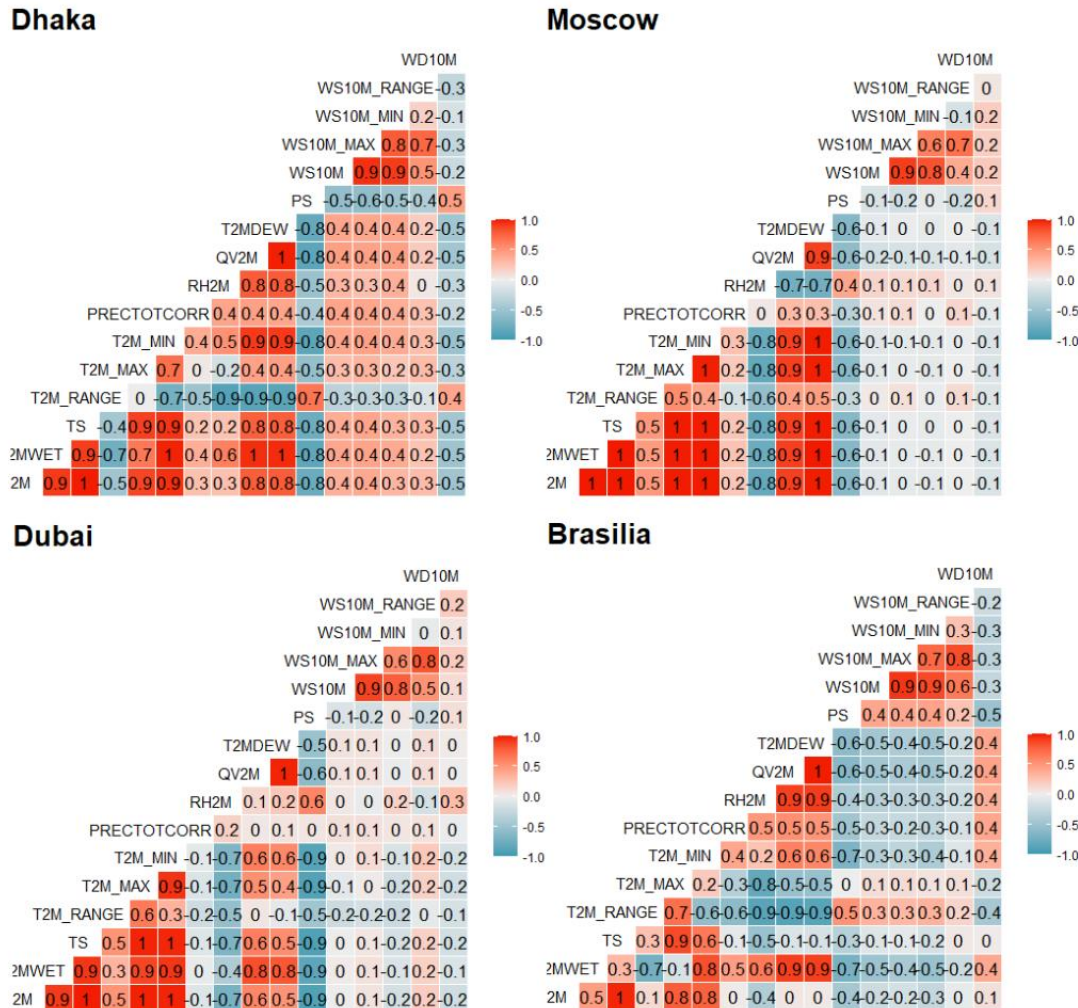 Dhaka
WD10M
WS10M_RANGE -0.3
WS10M_MIN 0.2 -0.1
WS10M_MAX 0.8 0.7 -0.3
WS10M 0.9 0.9 0.5 -0.2
PS -0.5 -0.6 -0.5 -0.4 0.5
T2MDEW -0.8 0.4 0.4 0.4 0.2 -0.5
QV2M 1 -0.8 0.4 0.4 0.4 0.2 -0.5
RH2M 0.8 0.8 -0.5 0.3 0.3 0.4 0 -0.3
PRECTOTCORR 0.4 0.4 0.4 -0.4 0.4 0.4 0.4 0.3 -0.2
T2M_MIN 0.4 0.5 0.9 0.9 -0.8 0.4 0.4 0.4 0.3 -0.5
T2M_MAX 0.7 0 -0.2 0.4 0.4 -0.5 0.3 0.3 0.2 0.3 -0.3
T2M_RANGE 0 -0.7 -0.5 -0.9 -0.9 -0.9 0.7 -0.3 -0.3 -0.3 -0.1 0.4
TS -0.4 0.9 0.9 0.2 0.2 0.8 0.8 -0.8 0.4 0.4 0.4 0.3 -0.5
2MWET 0.9 -0.7 0.7 1 0.4 0.6 1 1 -0.8 0.4 0.4 0.4 0.3 -0.5
2M 0.9 1 -0.5 0.9 0.9 0.3 0.3 0.8 0.8 -0.8 0.4 0.4 0.3 0.3 -0.5
1.0
0.5
0.0
-0.5
-1.0
Moscow
WD10M
WS10M_RANGE 0
WS10M_MIN -0.1 0.2
WS10M_MAX 0.6 0.7 0.2
WS10M 0.9 0.8 0.4 0.2
PS -0.1 -0.2 0 -0.2 0.1
T2MDEW -0.6 -0.1 0 -0.1 0 -0.1
QV2M 0.9 -0.6 -0.2 -0.1 -0.1 -0.1 -0.1
RH2M -0.7 -0.7 0.4 0.1 0.1 0.1 0 0.1
PRECTOTCORR 0 0.3 0.3 -0.3 0.1 0.1 0 0.1 -0.1
T2M_MIN 0.3 -0.8 0.9 1 -0.6 -0.1 -0.1 -0.1 0 -0.1
T2M_MAX 1 0.2 -0.8 0.9 1 -0.6 -0.1 0 -0.1 0 -0.1
T2M_RANGE 0.5 0.4 -0.1 -0.6 0.4 0.5 -0.3 0 0.1 0 0.1 -0.1
TS 0.5 1 1 0.2 -0.8 0.9 1 -0.6 -0.1 0 -0.1 0 -0.1
2MWET 1 0.5 1 1 0.2 -0.8 0.9 1 -0.6 -0.1 0 -0.1 0 -0.1
2M 1 1 0.5 1 1 0.2 -0.8 0.9 1 -0.6 -0.1 0 -0.1 0 -0.1
1.0
0.5
0.0
-0.5
-1.0
Dubai
WD10M
WS10M_RANGE 0.2
WS10M_MIN 0 0.1
WS10M_MAX 0.6 0.8 0.2
WS10M 0.9 0.8 0.5 0.1
PS -0.1 -0.2 0 -0.2 0.1
T2MDEW -0.5 0.1 0.1 0 0.1 0
QV2M 1 -0.6 0.1 0.1 0 0.1 0
RH2M 0.1 0.2 0.6 0 0 0.2 -0.1 0.3
PRECTOTCORR 0.2 0 0.1 0 0.1 0.1 0 0.1 0
T2M_MIN -0.1 -0.7 0.6 0.6 -0.9 0 0.1 -0.1 0.2 -0.2
T2M_MAX 0.9 -0.1 -0.7 0.5 0.4 -0.9 -0.1 0 -0.2 0.2 -0.2
T2M_RANGE 0.6 0.3 -0.2 -0.5 0 -0.1 -0.5 -0.2 -0.2 -0.2 0 -0.1
TS 0.5 1 1 -0.1 -0.7 0.6 0.5 -0.9 0 0.1 -0.2 0.2 -0.2
2MWET 0.9 0.3 0.9 0.9 0 -0.4 0.8 0.8 -0.9 0 0.1 -0.1 0.2 -0.1
2M 0.9 1 0.5 1 1 -0.1 -0.7 0.6 0.5 -0.9 0 0.1 -0.2 0.2 -0.2
1.0
0.5
0.0
-0.5
-1.0
Brasilia
WD10M
WS10M_RANGE -0.2
WS10M_MIN 0.3 -0.3
WS10M_MAX 0.7 0.8 -0.3
WS10M 0.9 0.9 0.6 -0.3
PS 0.4 0.4 0.4 0.2 -0.5
T2MDEW -0.6 -0.5 -0.4 -0.5 -0.2 0.4
QV2M 1 -0.6 -0.5 -0.4 -0.5 -0.2 0.4
RH2M 0.9 0.9 -0.4 -0.3 -0.3 -0.3 -0.2 0.4
PRECTOTCORR 0.5 0.5 0.5 -0.5 -0.3 -0.2 -0.3 -0.1 0.4
T2M_MIN 0.4 0.2 0.6 0.6 -0.7 -0.3 -0.3 -0.4 -0.1 0.4
T2M_MAX 0.2 -0.3 -0.8 -0.5 -0.5 0 0.1 0.1 0.1 0.1 -0.2
T2M_RANGE 0.7 -0.6 -0.6 -0.9 -0.9 -0.9 0.5 0.3 0.3 0.3 0.2 -0.4
TS 0.3 0.9 0.6 -0.1 -0.5 -0.1 -0.1 -0.3 -0.1 -0.1 -0.2 0 0
2MWET 0.3 -0.7 -0.1 0.8 0.5 0.6 0.9 0.9 -0.7 -0.5 -0.4 -0.5 -0.2 0.4
2M 0.5 1 0.1 0.8 0.8 0 -0.4 0 0 -0.4 -0.2 -0.2 -0.3 0 0.1
1.0
0.5
0.0
-0.5
-1.0